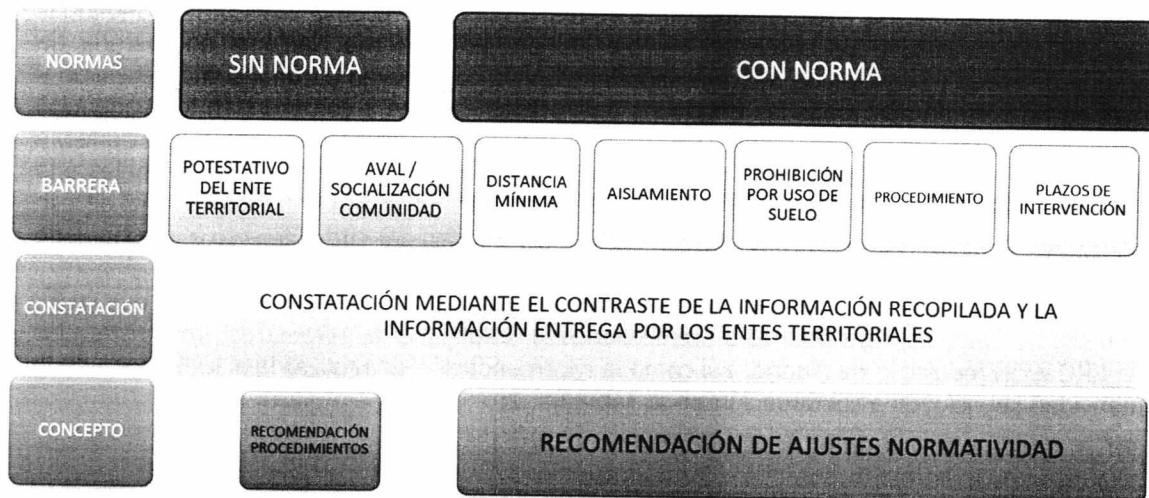 NORMAS
SIN NORMA
CON NORMA
BARRERA
POTESTATIVO
DEL ENTE
TERRITORIAL
AVAL /
SOCIALIZACIÓN
COMUNIDAD
DISTANCIA
MÍNIMA
AISLAMIENTO
PROHIBICIÓN
POR USO DE
SUELO
PROCEDIMIENTO
PLAZOS DE
INTERVENCIÓN
CONSTATACIÓN
CONSTATACIÓN MEDIANTE EL CONTRASTE DE LA INFORMACIÓN RECOPILADA Y LA
INFORMACIÓN ENTREGA POR LOS ENTES TERRITORIALES
CONCEPTO
RECOMENDACIÓN
PROCEDIMIENTOS
RECOMENDACIÓN DE AJUSTES NORMATIVIDAD